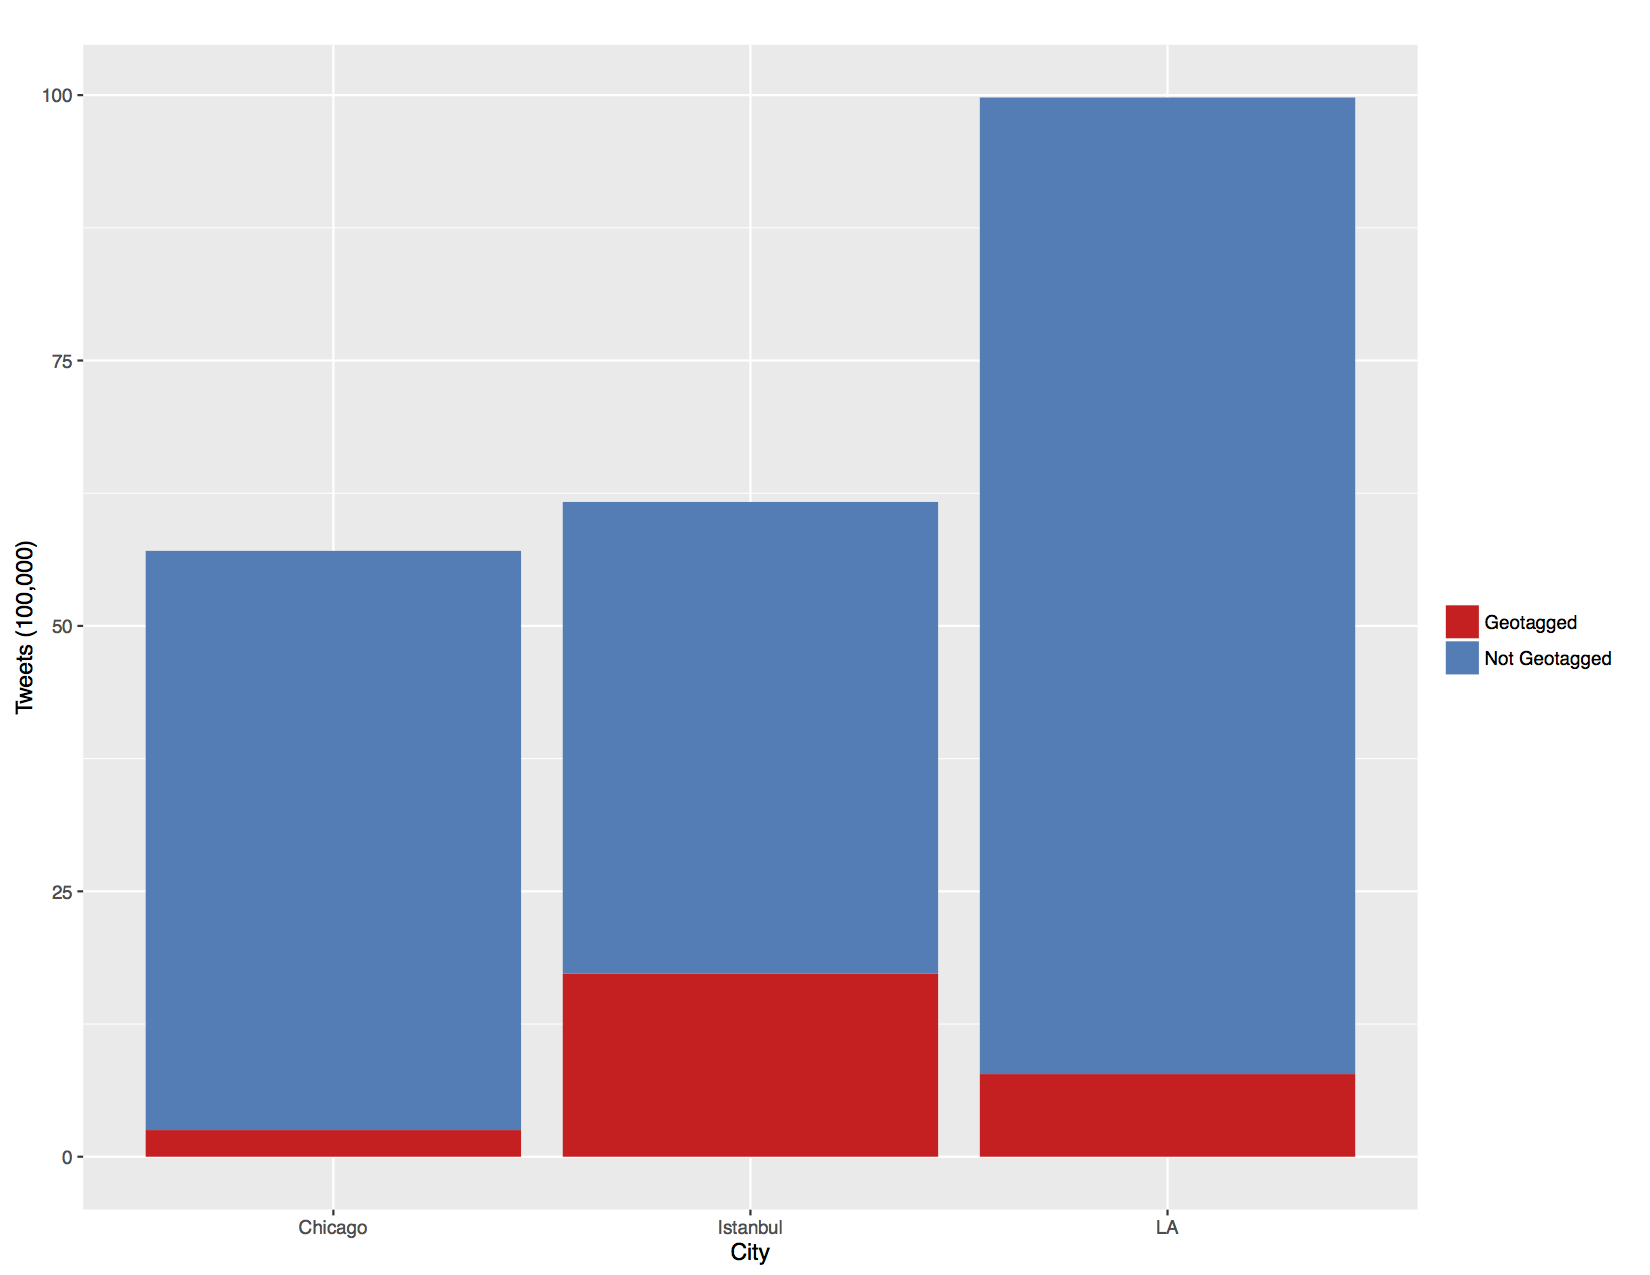 100
75
50
25
0
Tweets (100,000)
Chicago
Istanbul
LA
City
Geotagged
Not Geotagged